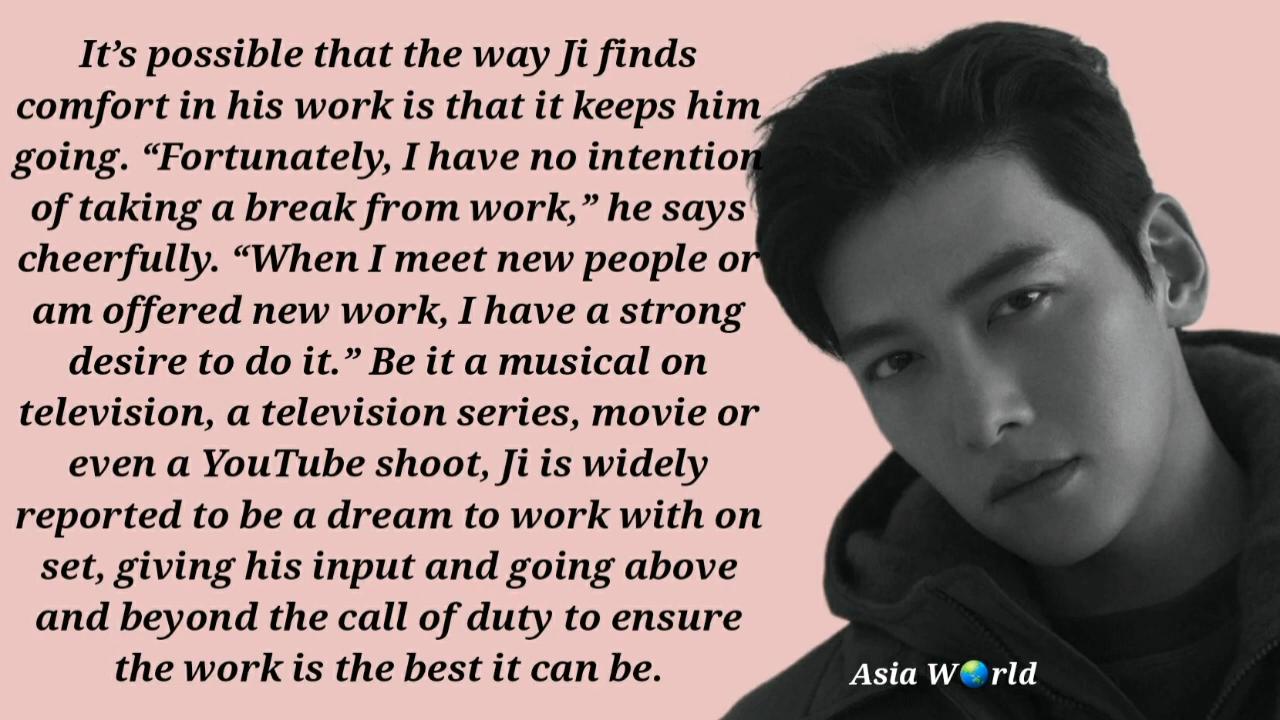 It’s possible that the way Ji finds
comfort in his work is that it keeps him
going. “Fortunately, I have no intention
of taking a break from work,” he says
cheerfully. “When I meet new people or
am offered new work, I have a strong
desire to do it.” Be it a musical on
television, a television series, movie or
even a YouTube shoot, Ji is widely
reported to be a dream to work with on
set, giving his input and going above
and beyond the call of duty to ensure
the work is the best it can be.
Asia W🌏rld